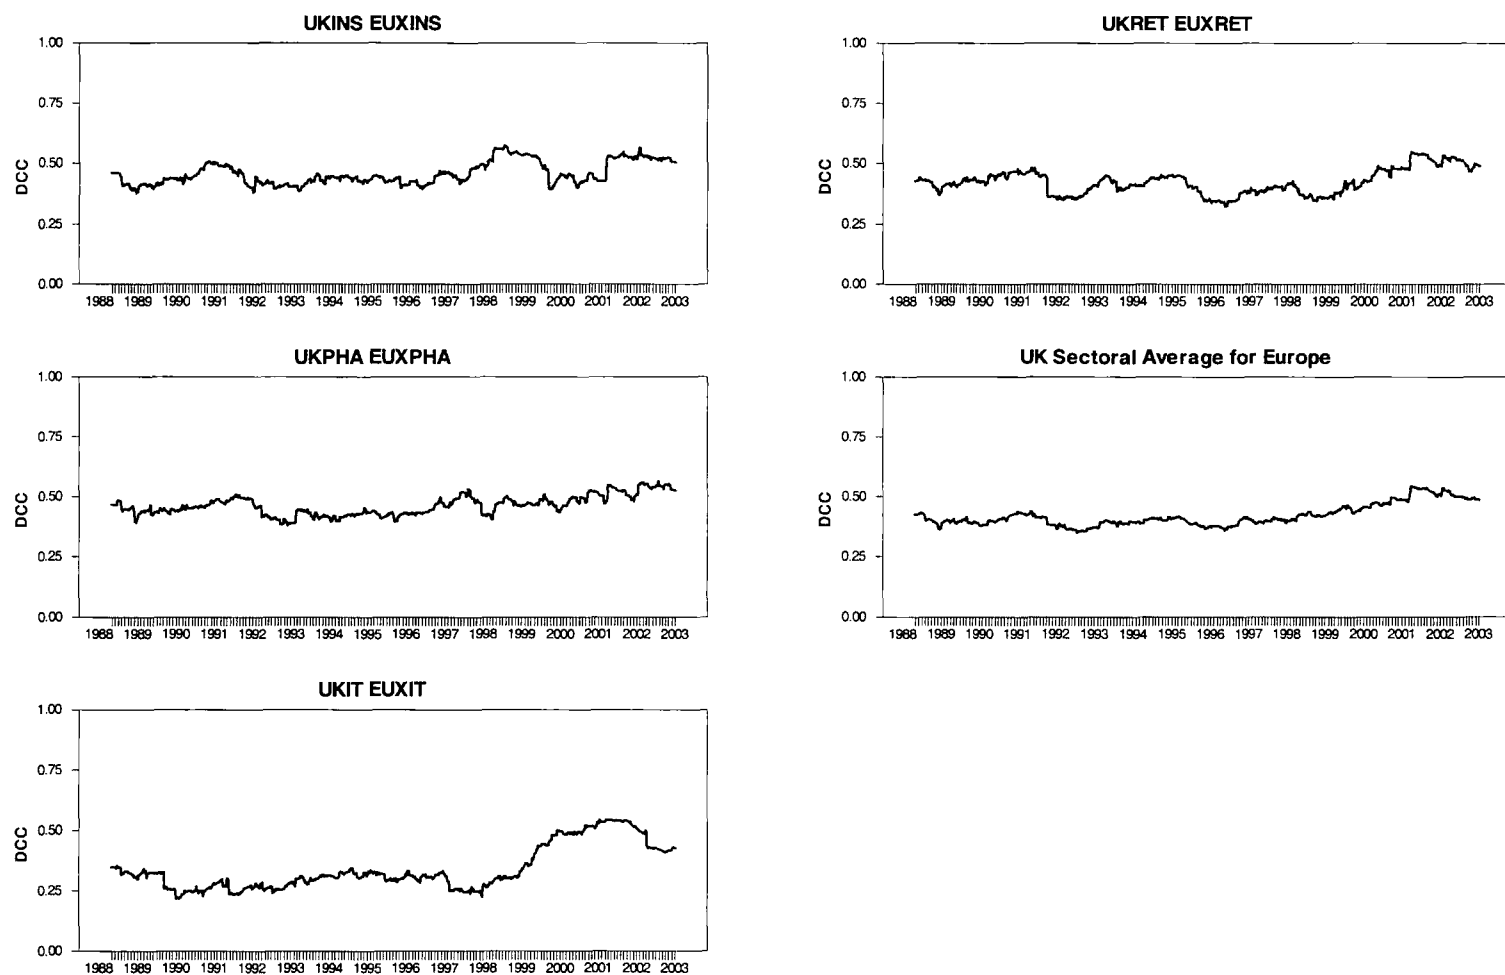 UKINS EUXINS
1.00
0.75
0.50
0.25
0.00
DCC
1988 1989 1990 1991 1992 1993 1994 1995 1996 1997 1998 1999 2000 2001 2002 2003
UKRET EUXRET
1.00
0.75
0.50
0.25
0.00
DCC
1988 1989 1990 1991 1992 1993 1994 1995 1996 1997 1998 1999 2000 2001 2002 2003
UKPHA EUXPHA
1.00
0.75
0.50
0.25
0.00
DCC
1988 1989 1990 1991 1992 1993 1994 1995 1996 1997 1998 1999 2000 2001 2002 2003
UK Sectoral Average for Europe
1.00
0.75
0.50
0.25
0.00
DCC
1988 1989 1990 1991 1992 1993 1994 1995 1996 1997 1998 1999 2000 2001 2002 2003
UKIT EUXIT
1.00
0.75
0.50
0.25
0.00
DCC
1988 1989 1990 1991 1992 1993 1994 1995 1996 1997 1998 1999 2000 2001 2002 2003